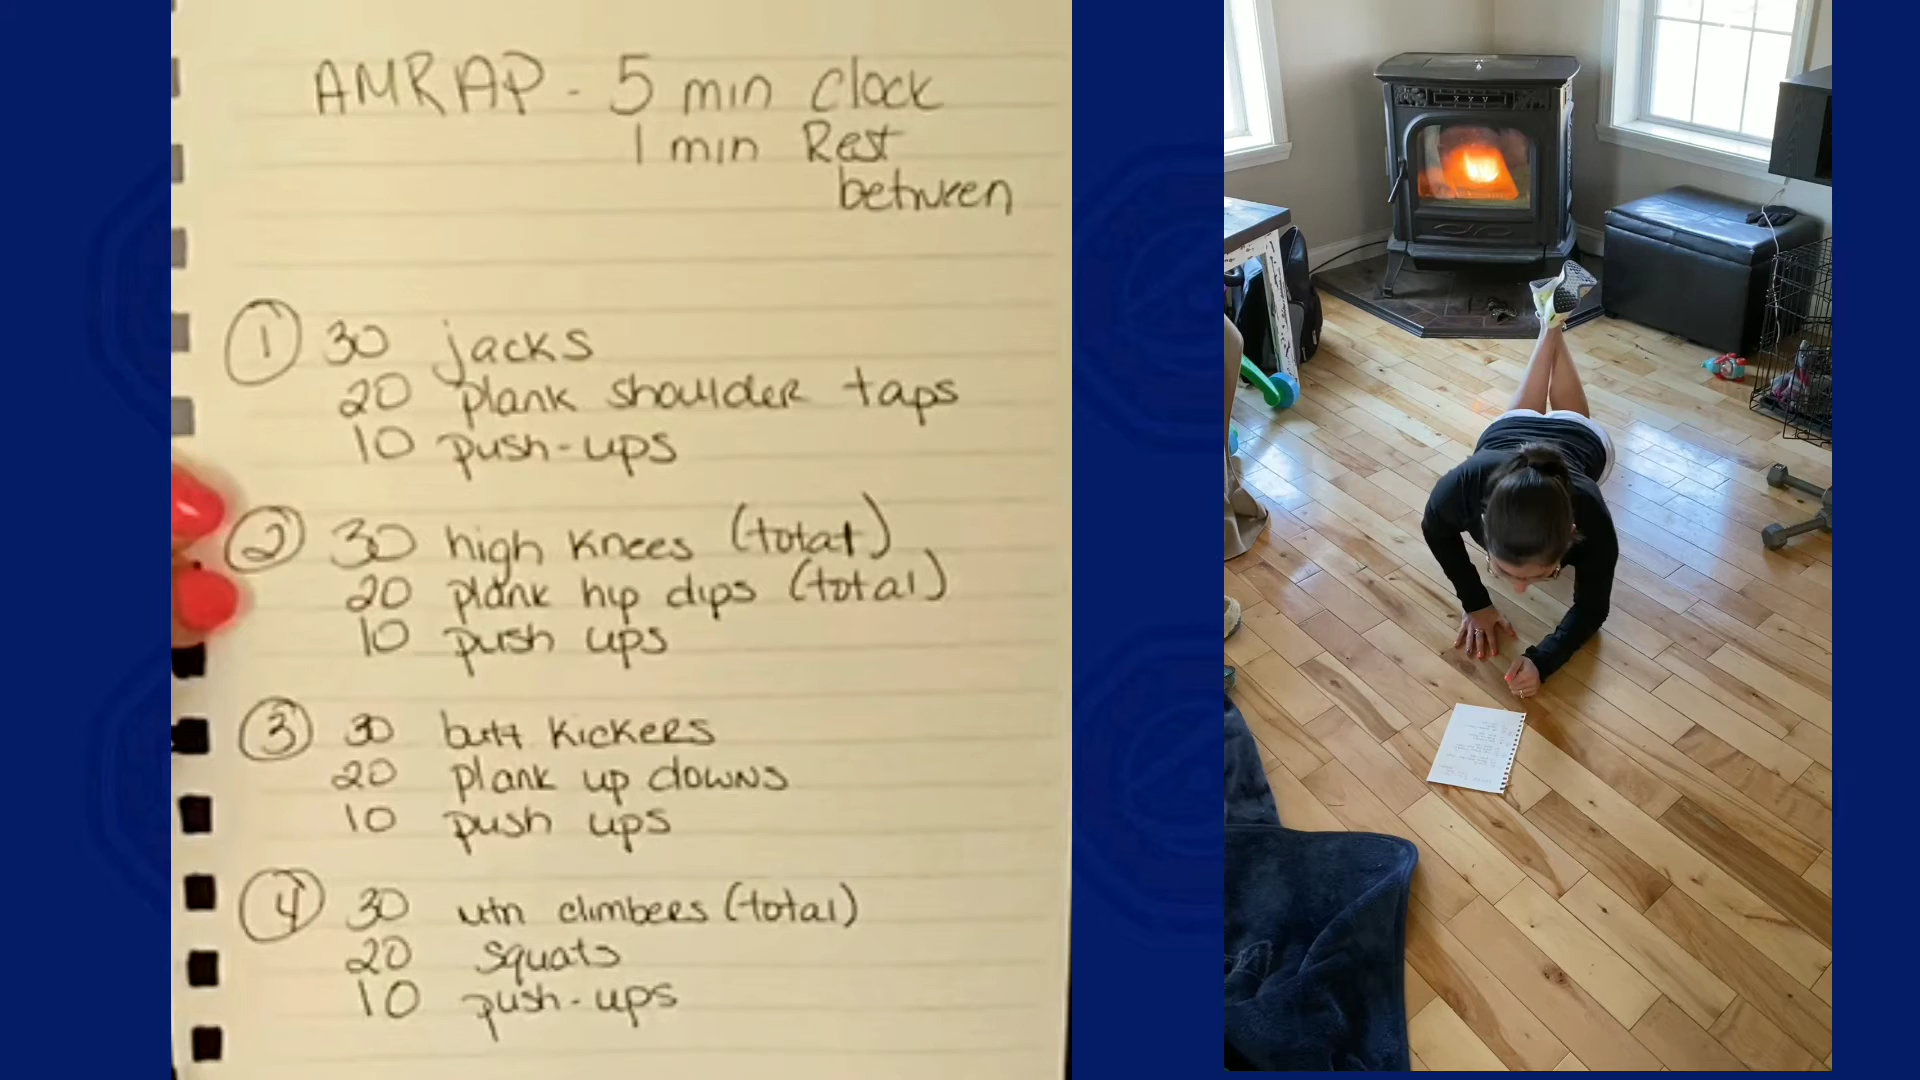 AMRAP - 5 min Clock
1 min Rest
between
1 30 jacks
20 plank shoulder taps
10 push-ups
2 30 high knees (total)
20 plank hip dips (total)
10 push ups
3 30 butt kickers
20 plank up downs
10 push ups
4 30 mtn climbers (total)
20 squats
10 push-ups